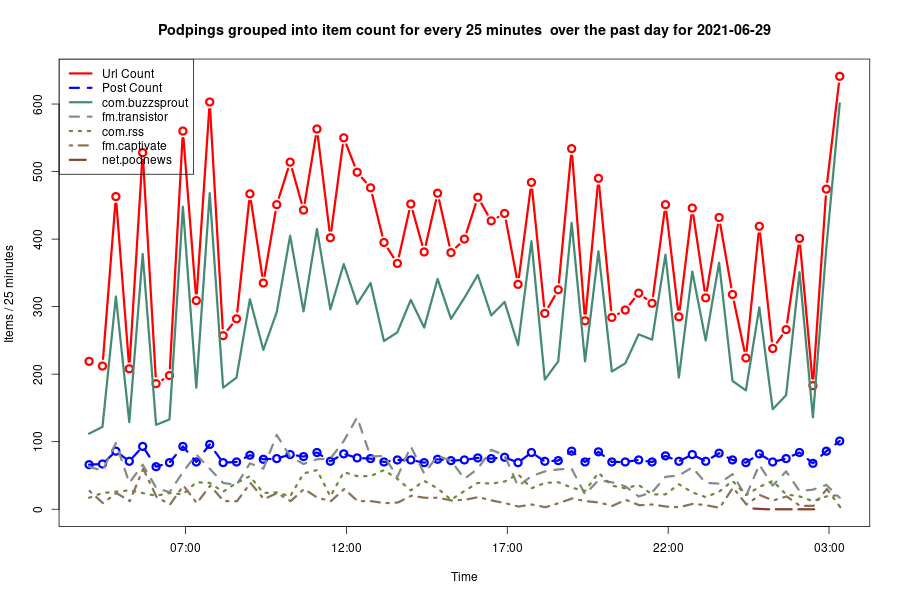 Podpings grouped into item count for every 25 minutes  over the past day for 2021-06-29
Url Count
Post Count
com.buzzsprout
fm.transistor
com.rss
fm.captivate
net.podnews
600
500
400
300
200
100
0
Items / 25 minutes
07:00 12:00 17:00 22:00 03:00
Time